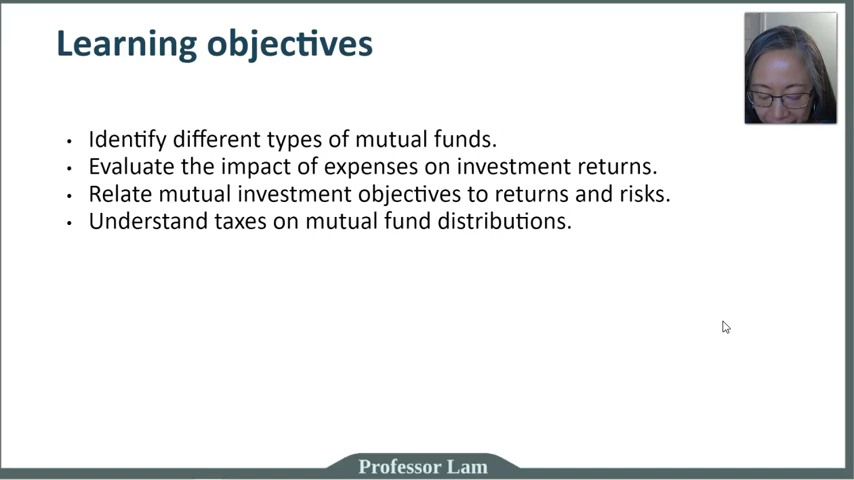 Learning objectives
• Identify different types of mutual funds.
• Evaluate the impact of expenses on investment returns.
• Relate mutual investment objectives to returns and risks.
• Understand taxes on mutual fund distributions.
Professor Lam